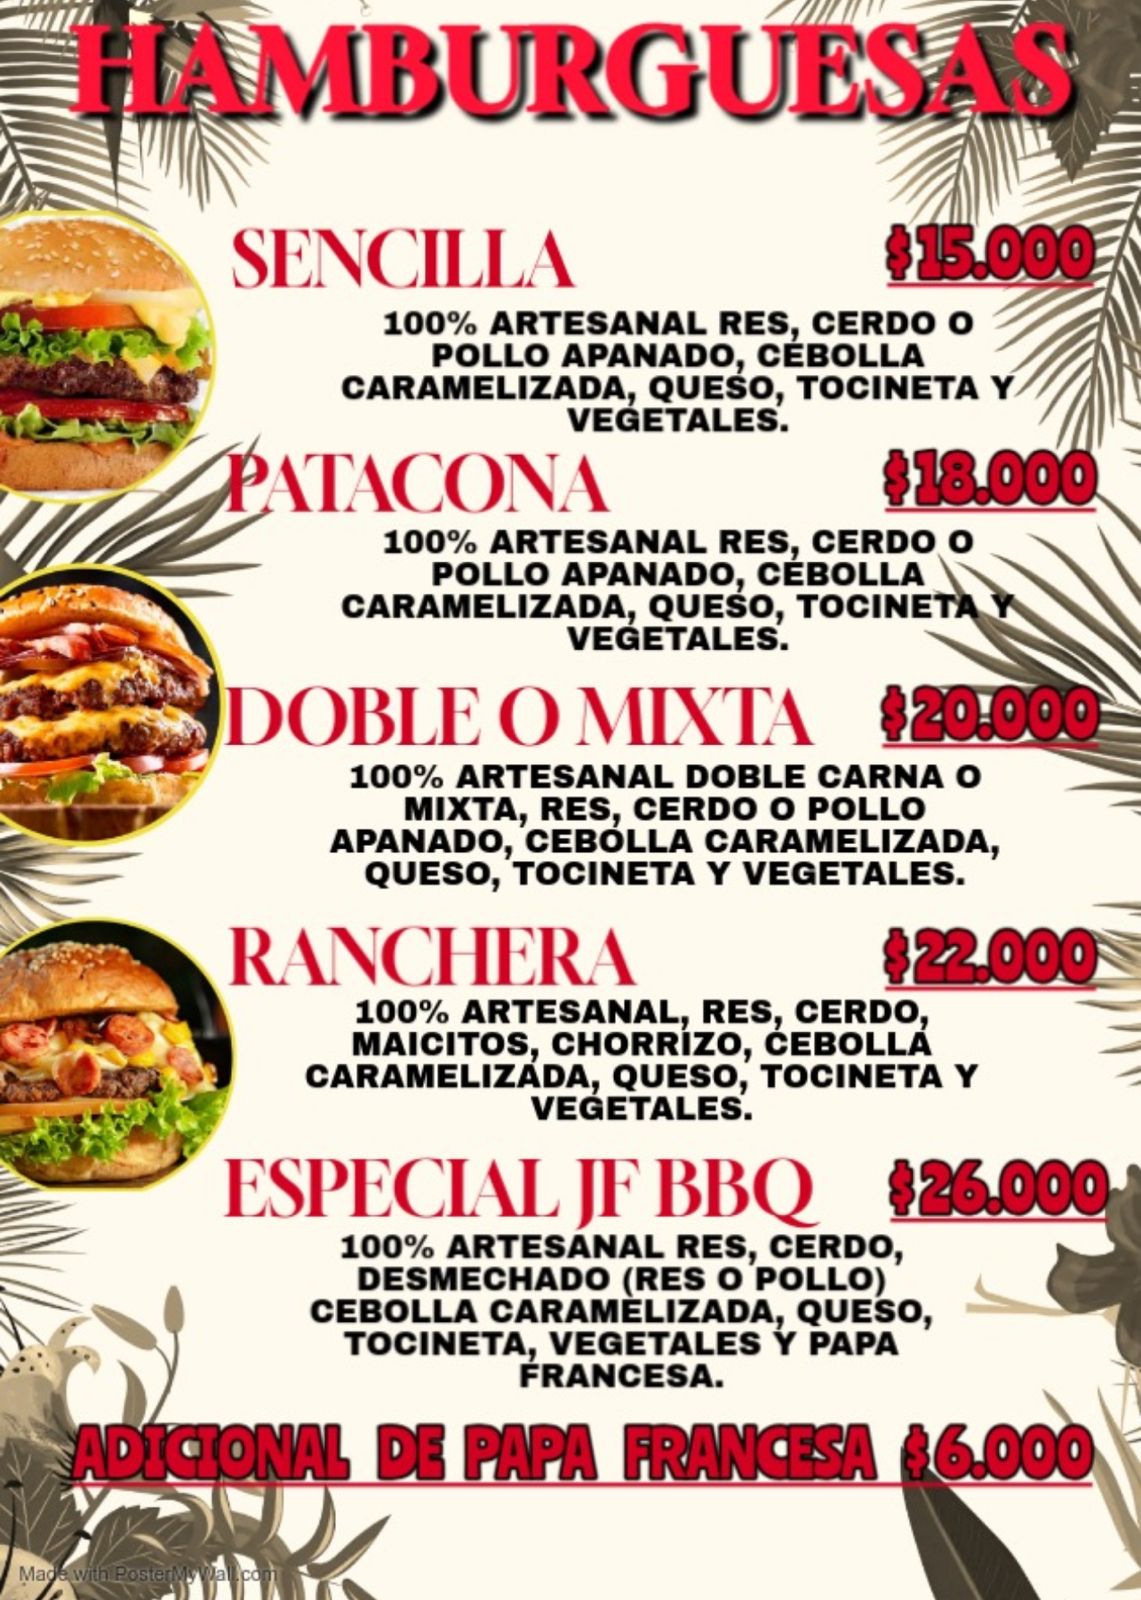 HAMBURGUESAS
SENCILLA $15.000
100% ARTESANAL RES, CERDO O
POLLO APANADO, CEBOLLA
CARAMELIZADA, QUESO, TOCINETA Y
VEGETALES.
PATACONA $18.000
100% ARTESANAL RES, CERDO O
POLLO APANADO, CEBOLLA
CARAMELIZADA, QUESO, TOCINETA Y
VEGETALES.
DOBLE O MIXTA $20.000
100% ARTESANAL DOBLE CARNA O
MIXTA, RES, CERDO O POLLO
APANADO, CEBOLLA CARAMELIZADA,
QUESO, TOCINETA Y VEGETALES.
RANCHERA $22.000
100% ARTESANAL, RES, CERDO,
MAICITOS, CHORRIZO, CEBOLLA
CARAMELIZADA, QUESO, TOCINETA Y
VEGETALES.
ESPECIAL JF BBQ $26.000
100% ARTESANAL RES, CERDO,
DESMECHADO (RES O POLLO)
CEBOLLA CARAMELIZADA, QUESO,
TOCINETA, VEGETALES Y PAPA
FRANCESA.
ADICIONAL DE PAPA FRANCESA $6.000
Made with PosterMyWall.com